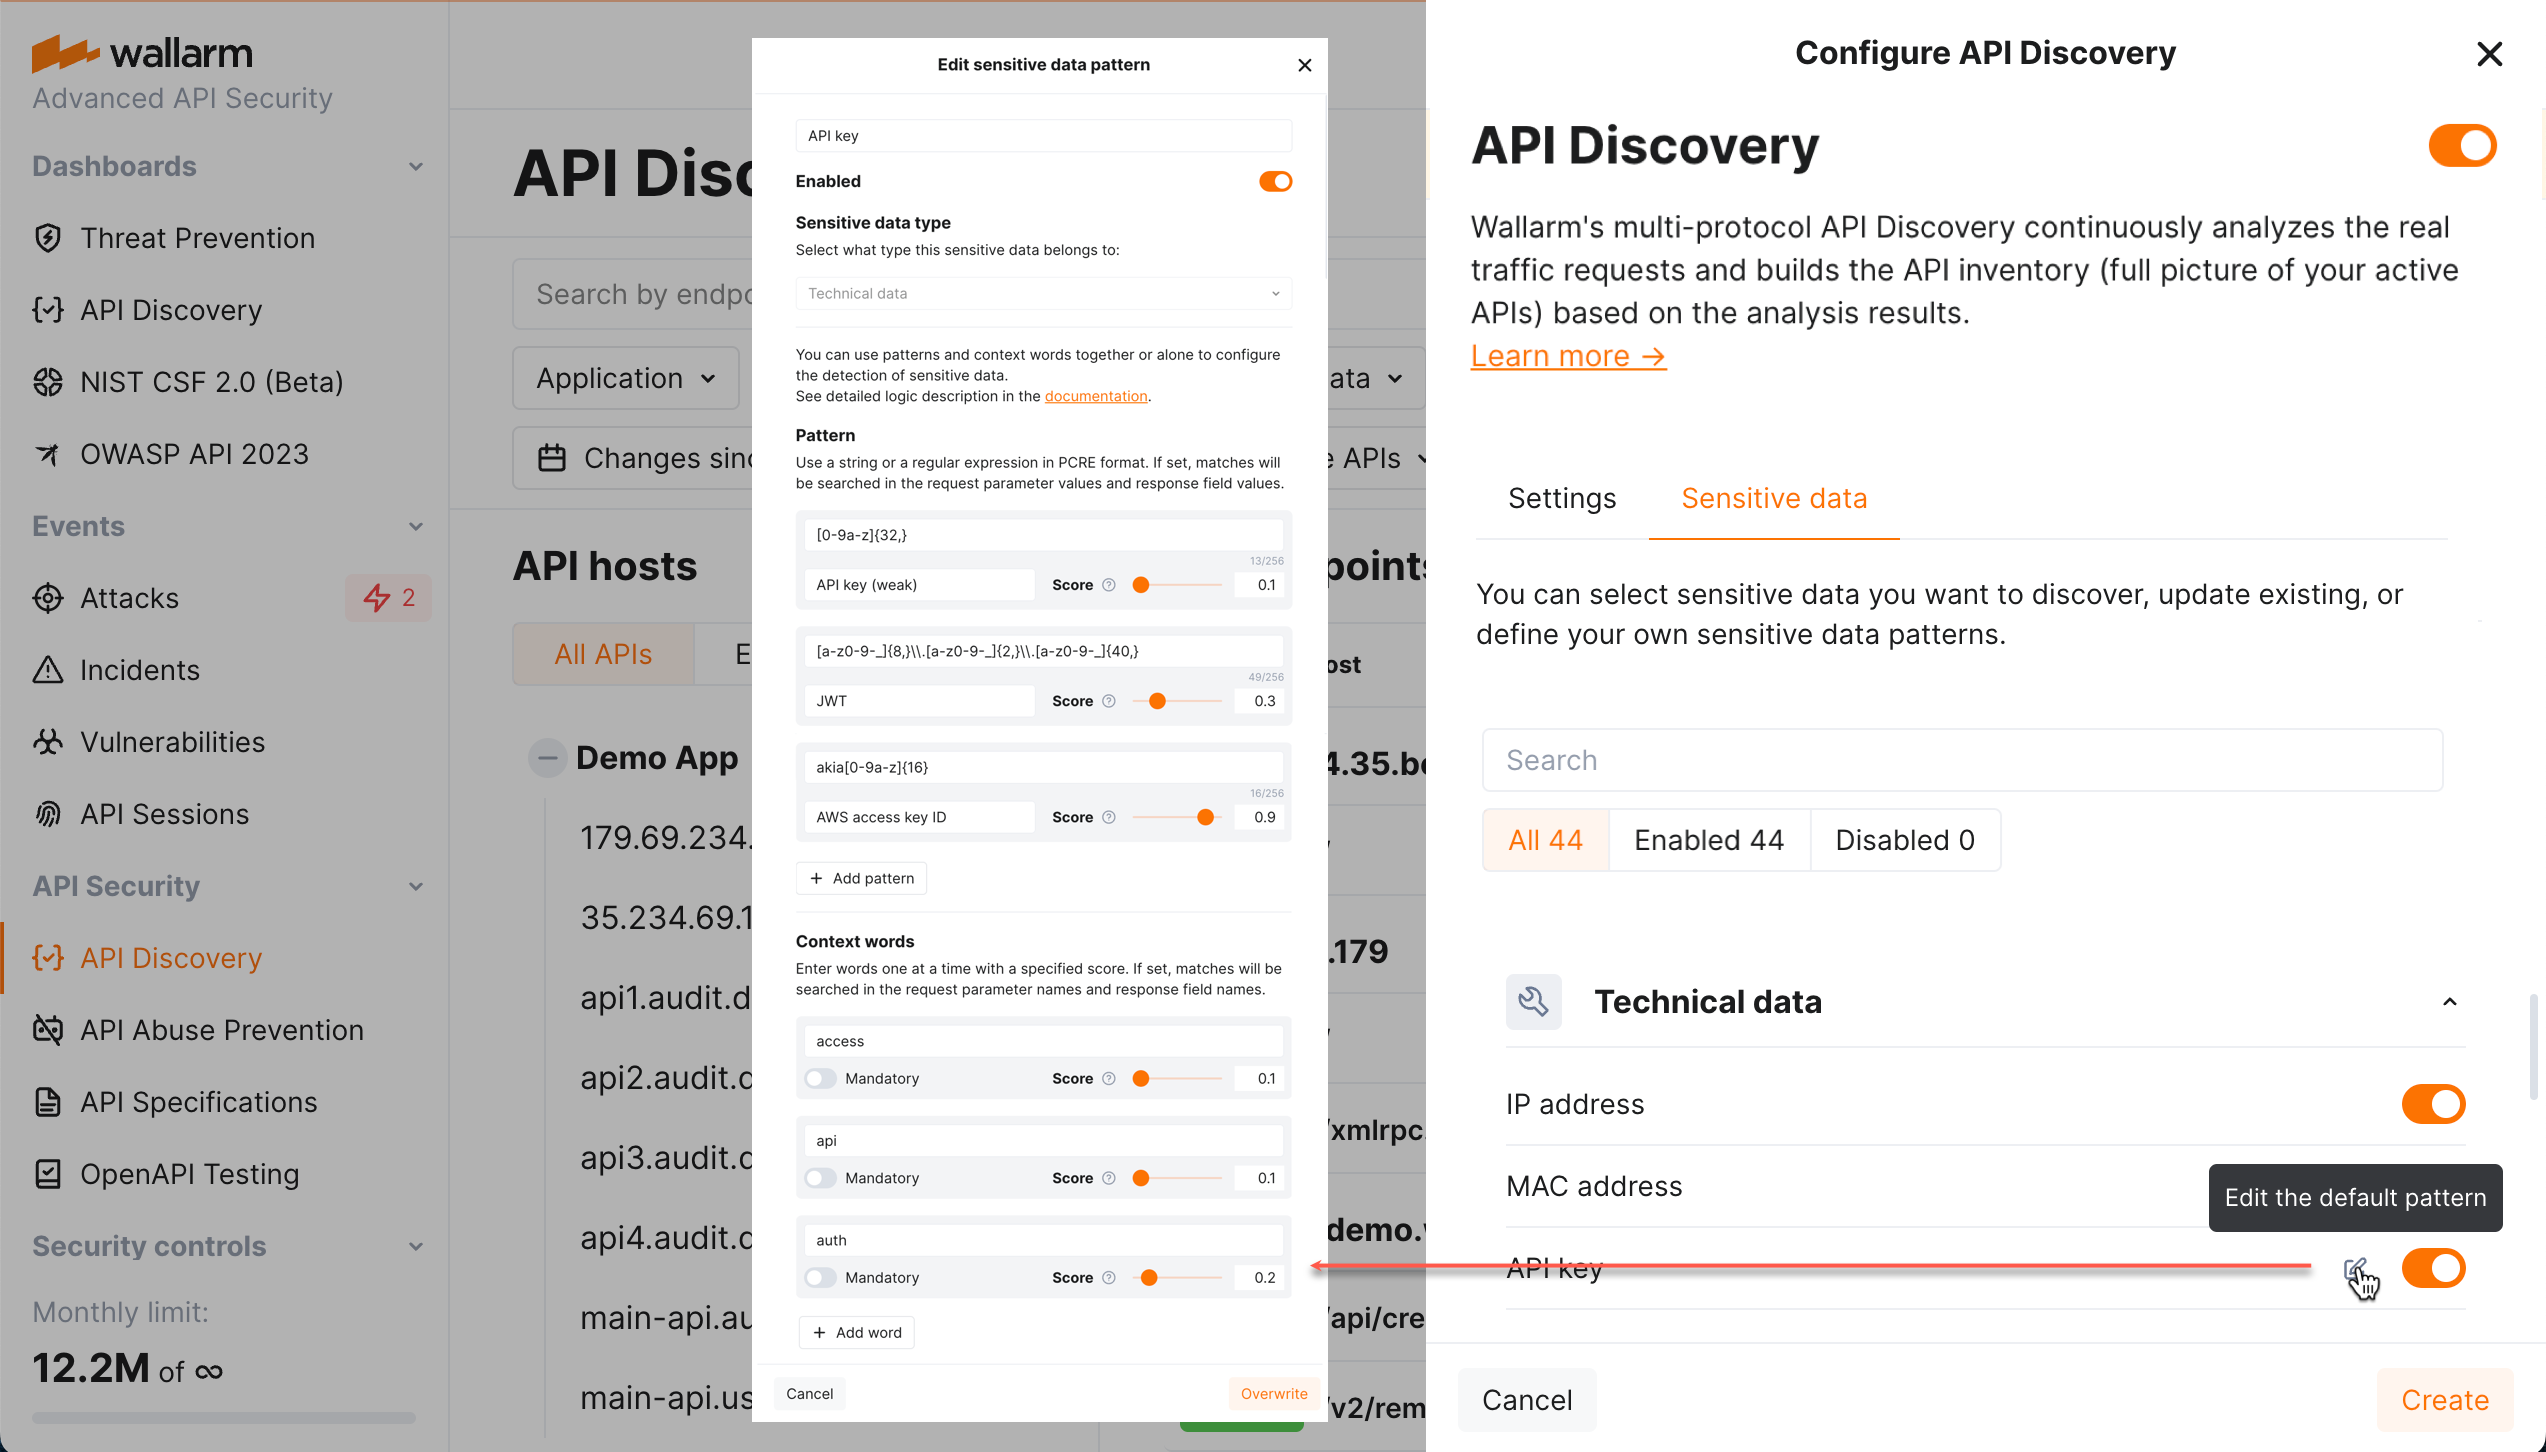 wallarm
Advanced API Security
Dashboards
Threat Prevention
API Discovery
NIST CSF 2.0 (Beta)
OWASP API 2023
Events
Attacks
2
Incidents
Vulnerabilities
API Sessions
API Security
API Discovery
API Abuse Prevention
API Specifications
OpenAPI Testing
Security controls
Monthly limit:
12.2M of ∞
API Disc
Search by endpo
Application
ata
Changes sinc
e APIs
API hosts
points
All APIs
E
ost
Demo App
4.35.be
179.69.234.
35.234.69.1
.179
api1.audit.d
api2.audit.d
/xmlrpc.
api3.audit.d
api4.audit.d
demo.w
main-api.au
/api/cre
main-api.us
/v2/rem
Edit sensitive data pattern
API key
Enabled
Sensitive data type
Select what type this sensitive data belongs to:
Technical data
You can use patterns and context words together or alone to configure
the detection of sensitive data.
See detailed logic description in the documentation.
Pattern
Use a string or a regular expression in PCRE format. If set, matches will
be searched in the request parameter values and response field values.
[0-9a-z]{32,}
13/256
API key (weak) Score ? 0.1
[a-z0-9-_]{8,}\\.[a-z0-9-_]{2,}\\.[a-z0-9-_]{40,}
49/256
JWT Score ? 0.3
akia[0-9a-z]{16}
16/256
AWS access key ID Score ? 0.9
+ Add pattern
Context words
Enter words one at a time with a specified score. If set, matches will be
searched in the request parameter names and response field names.
access
Mandatory Score ? 0.1
api
Mandatory Score ? 0.1
auth
Mandatory Score ? 0.2
+ Add word
Cancel
Overwrite
Configure API Discovery
API Discovery
Wallarm's multi-protocol API Discovery continuously analyzes the real
traffic requests and builds the API inventory (full picture of your active
APIs) based on the analysis results.
Learn more →
Settings
Sensitive data
You can select sensitive data you want to discover, update existing, or
define your own sensitive data patterns.
Search
All 44
Enabled 44
Disabled 0
Technical data
IP address
MAC address
Edit the default pattern
API key
Cancel
Create